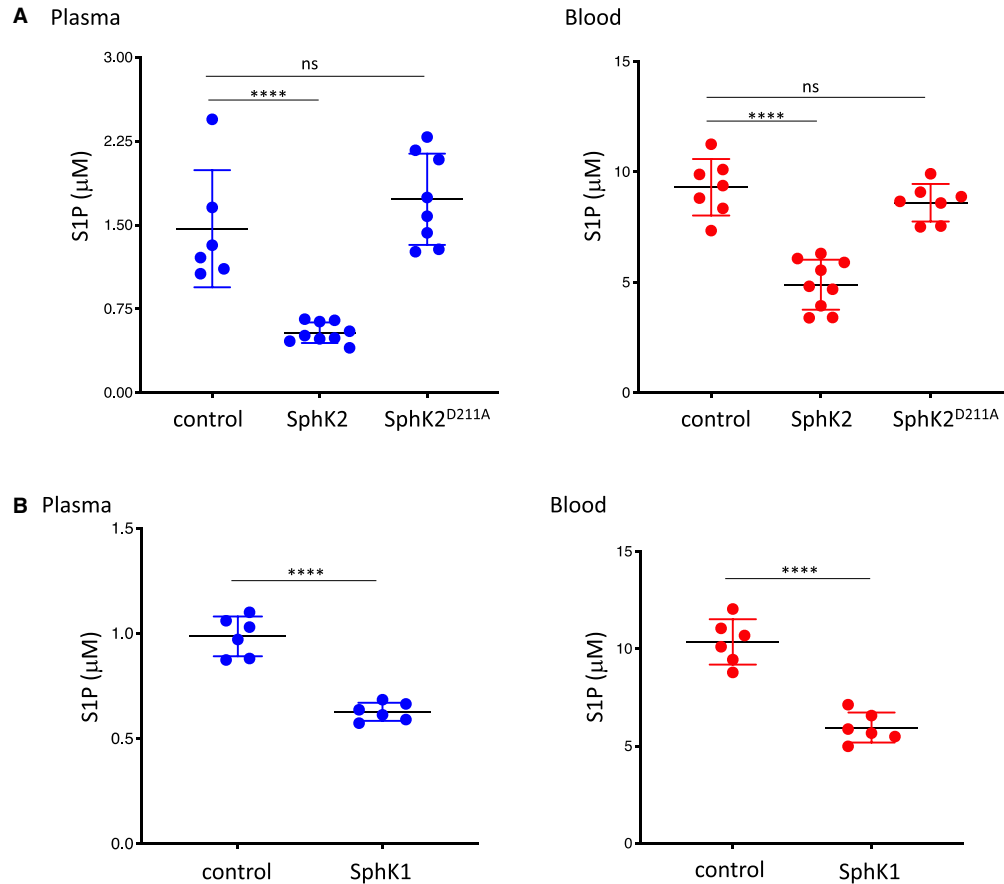 A Plasma
3.00
2.25
1.50
0.75
0.00
S1P (μM)
ns
****
control SphK2 SphK2D211A
Blood
15
10
5
0
S1P (μM)
ns
****
control SphK2 SphK2D211A
B Plasma
1.5
1.0
0.5
0.0
S1P (μM)
****
control SphK1
Blood
15
10
5
0
S1P (μM)
****
control SphK1